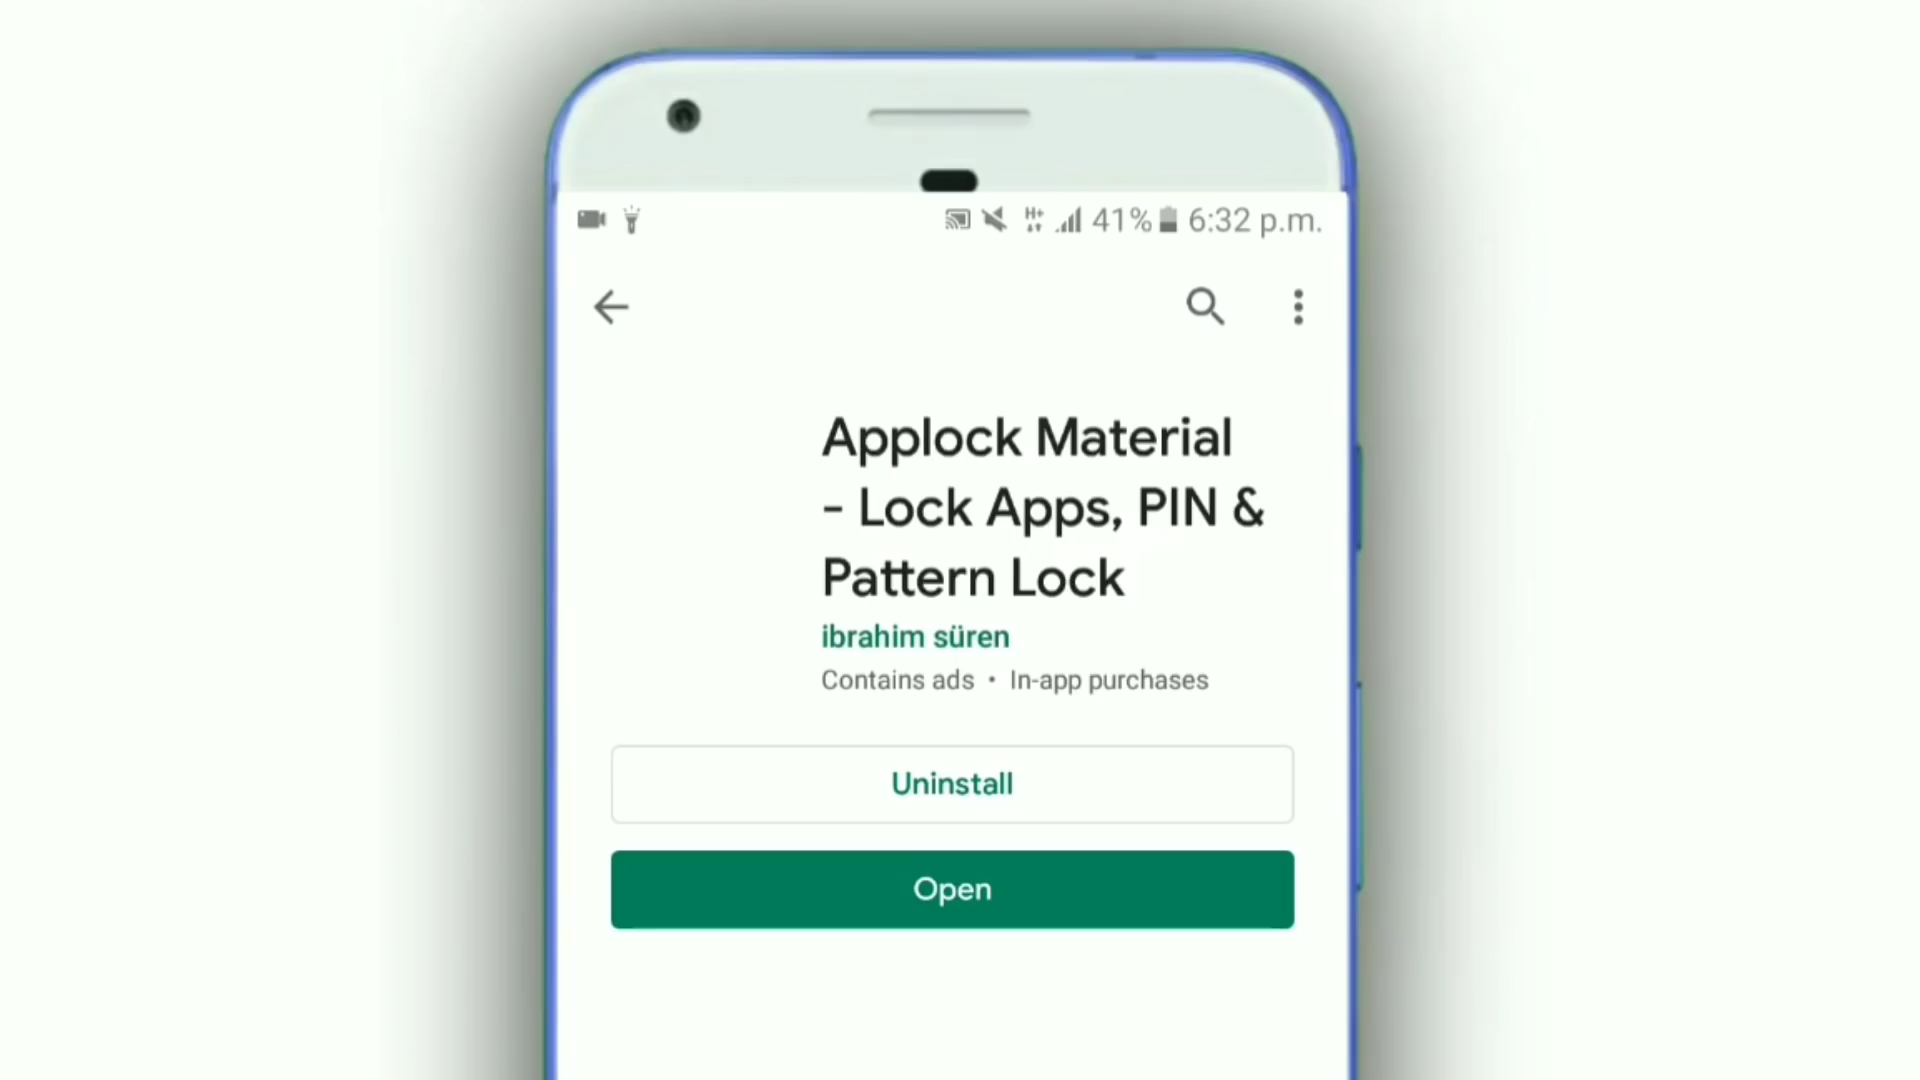 H+ 41% 6:32 p.m.
Applock Material
- Lock Apps, PIN &
Pattern Lock
ibrahim süren
Contains ads • In-app purchases
Uninstall
Open